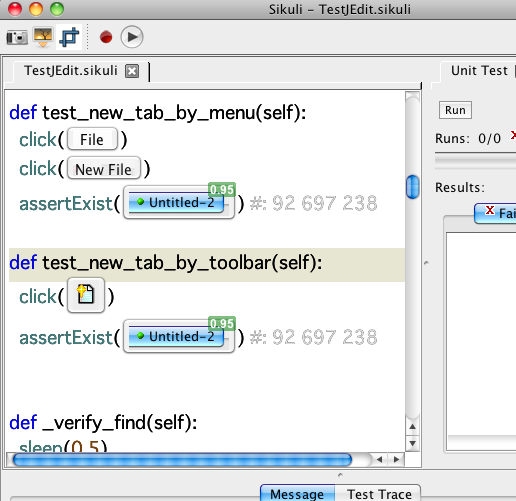 Sikuli - TestJEdit.sikuli
TestJEdit.sikuli
Unit Test
def test_new_tab_by_menu(self):
click( File )
click( New File )
0.95
assertExist( Untitled-2 ) #: 92 697 238
def test_new_tab_by_toolbar(self):
click( )
0.95
assertExist( Untitled-2 ) #: 92 697 238
def _verify_find(self):
sleep(0.5)
Run
Runs: 0/0
Results:
Fai
Message
Test Trace